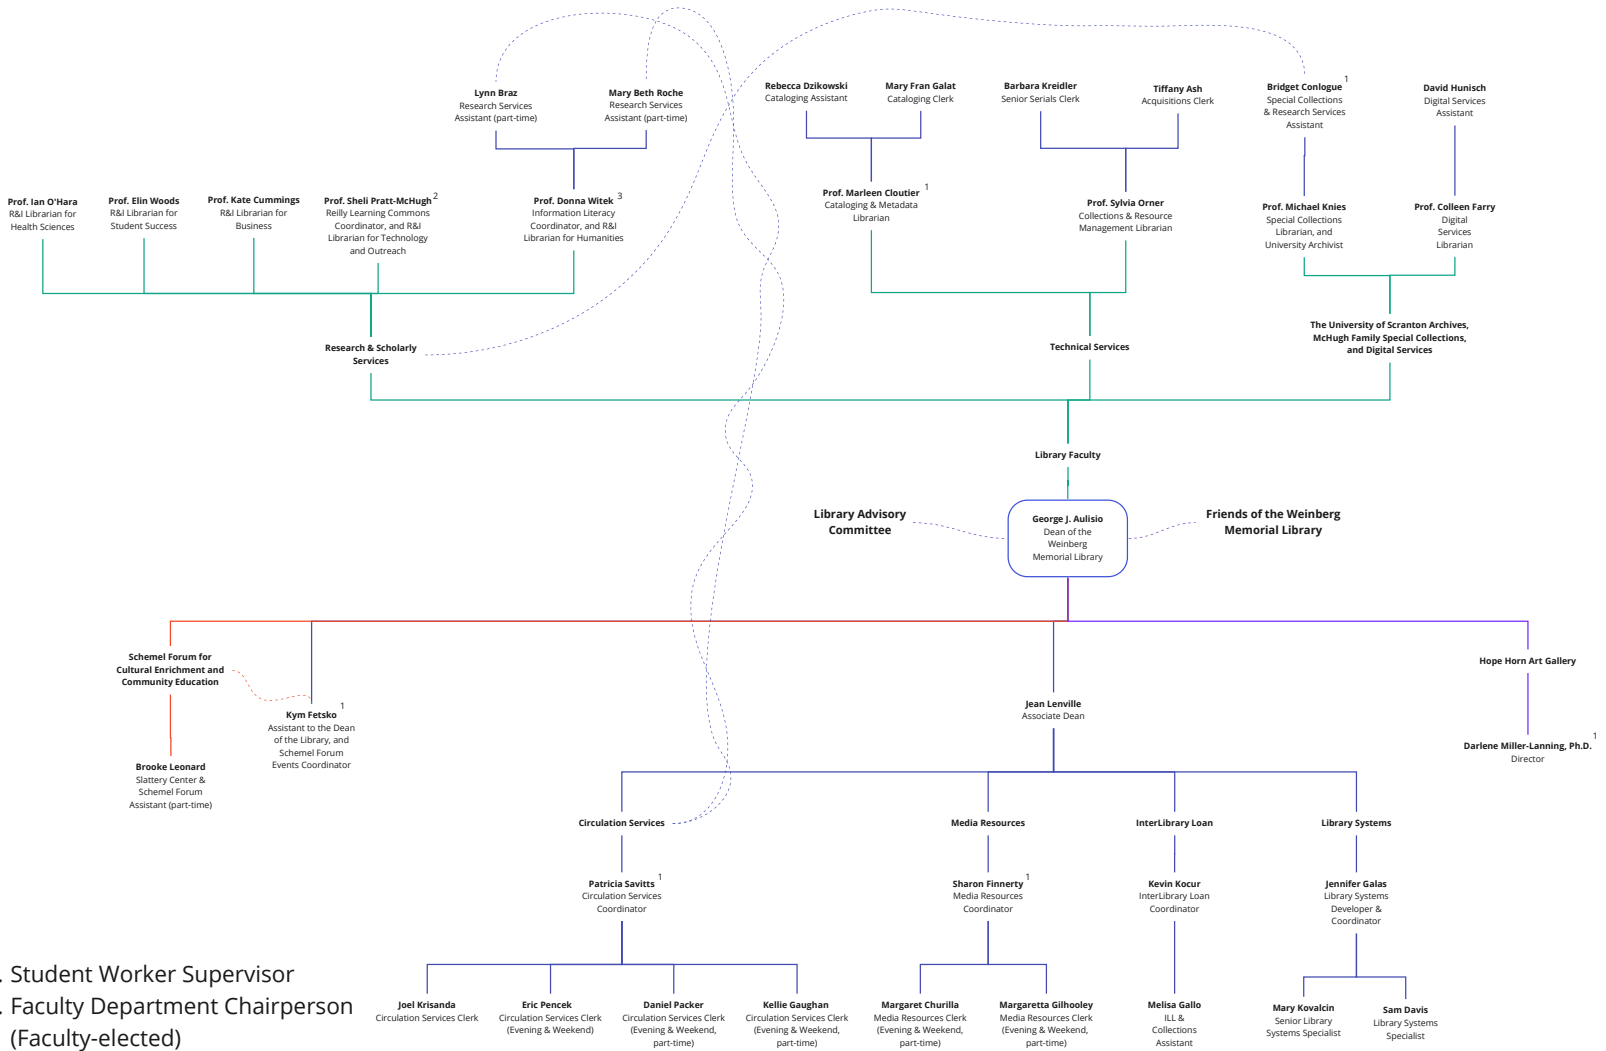 Lynn Braz
Research Services
Assistant (part-time)
Mary Beth Roche
Research Services
Assistant (part-time)
Rebecca Dzikowski
Cataloging Assistant
Mary Fran Galat
Cataloging Clerk
Barbara Kreidler
Senior Serials Clerk
Tiffany Ash
Acquisitions Clerk
Bridget Conlogue 1
Special Collections
& Research Services
Assistant
David Hunisch
Digital Services
Assistant
Prof. Ian O'Hara
R&I Librarian for
Health Sciences
Prof. Elin Woods
R&I Librarian for
Student Success
Prof. Kate Cummings
R&I Librarian for
Business
Prof. Sheli Pratt-McHugh 2
Reilly Learning Commons
Coordinator, and R&I
Librarian for Technology
and Outreach
Prof. Donna Witek 3
Information Literacy
Coordinator, and R&I
Librarian for Humanities
Prof. Marleen Cloutier 1
Cataloging & Metadata
Librarian
Prof. Sylvia Orner
Collections & Resource
Management Librarian
Prof. Michael Knies
Special Collections
Librarian, and
University Archivist
Prof. Colleen Farry
Digital
Services
Librarian
Research & Scholarly
Services
Technical Services
The University of Scranton Archives,
McHugh Family Special Collections,
and Digital Services
Library Faculty
Library Advisory
Committee
George J. Aulisio
Dean of the
Weinberg
Memorial Library
Friends of the Weinberg
Memorial Library
Schemel Forum for
Cultural Enrichment and
Community Education
Kym Fetsko 1
Assistant to the Dean
of the Library, and
Schemel Forum
Events Coordinator
Brooke Leonard
Slattery Center &
Schemel Forum
Assistant (part-time)
Jean Lenville
Associate Dean
Hope Horn Art Gallery
Darlene Miller-Lanning, Ph.D. 1
Director
Circulation Services
Media Resources
InterLibrary Loan
Library Systems
Patricia Savitts 1
Circulation Services
Coordinator
Sharon Finnerty 1
Media Resources
Coordinator
Kevin Kocur
InterLibrary Loan
Coordinator
Jennifer Galas
Library Systems
Developer &
Coordinator
Joel Krisanda
Circulation Services Clerk
Eric Pencek
Circulation Services Clerk
(Evening & Weekend)
Daniel Packer
Circulation Services Clerk
(Evening & Weekend,
part-time)
Kellie Gaughan
Circulation Services Clerk
(Evening & Weekend,
part-time)
Margaret Churilla
Media Resources Clerk
(Evening & Weekend,
part-time)
Margaretta Gilhooley
Media Resources Clerk
(Evening & Weekend,
part-time)
Melisa Gallo
ILL &
Collections
Assistant
Mary Kovalcin
Senior Library
Systems Specialist
Sam Davis
Library Systems
Specialist
. Student Worker Supervisor
. Faculty Department Chairperson
(Faculty-elected)